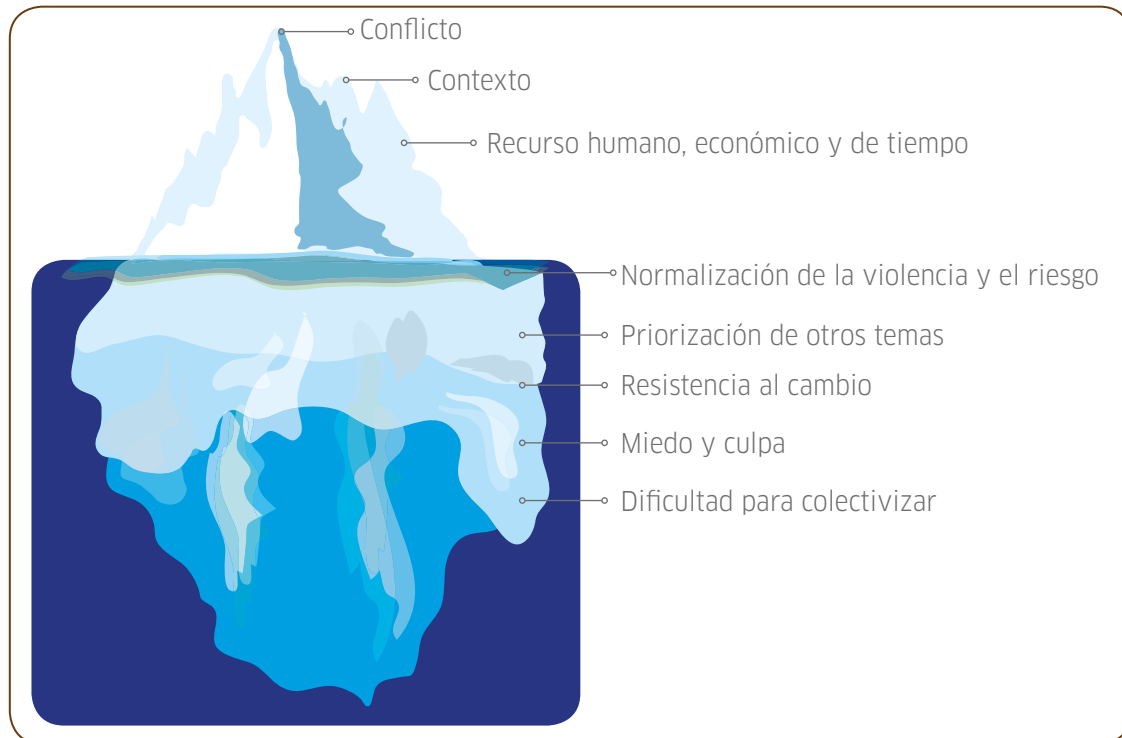 Conflicto
Contexto
Recurso humano, económico y de tiempo
Normalización de la violencia y el riesgo
Priorización de otros temas
Resistencia al cambio
Miedo y culpa
Dificultad para colectivizar